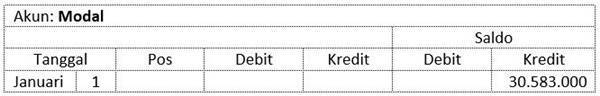 Akun: Modal
Saldo
Tanggal Pos Debit Kredit Debit Kredit
Januari 1 30.583.000